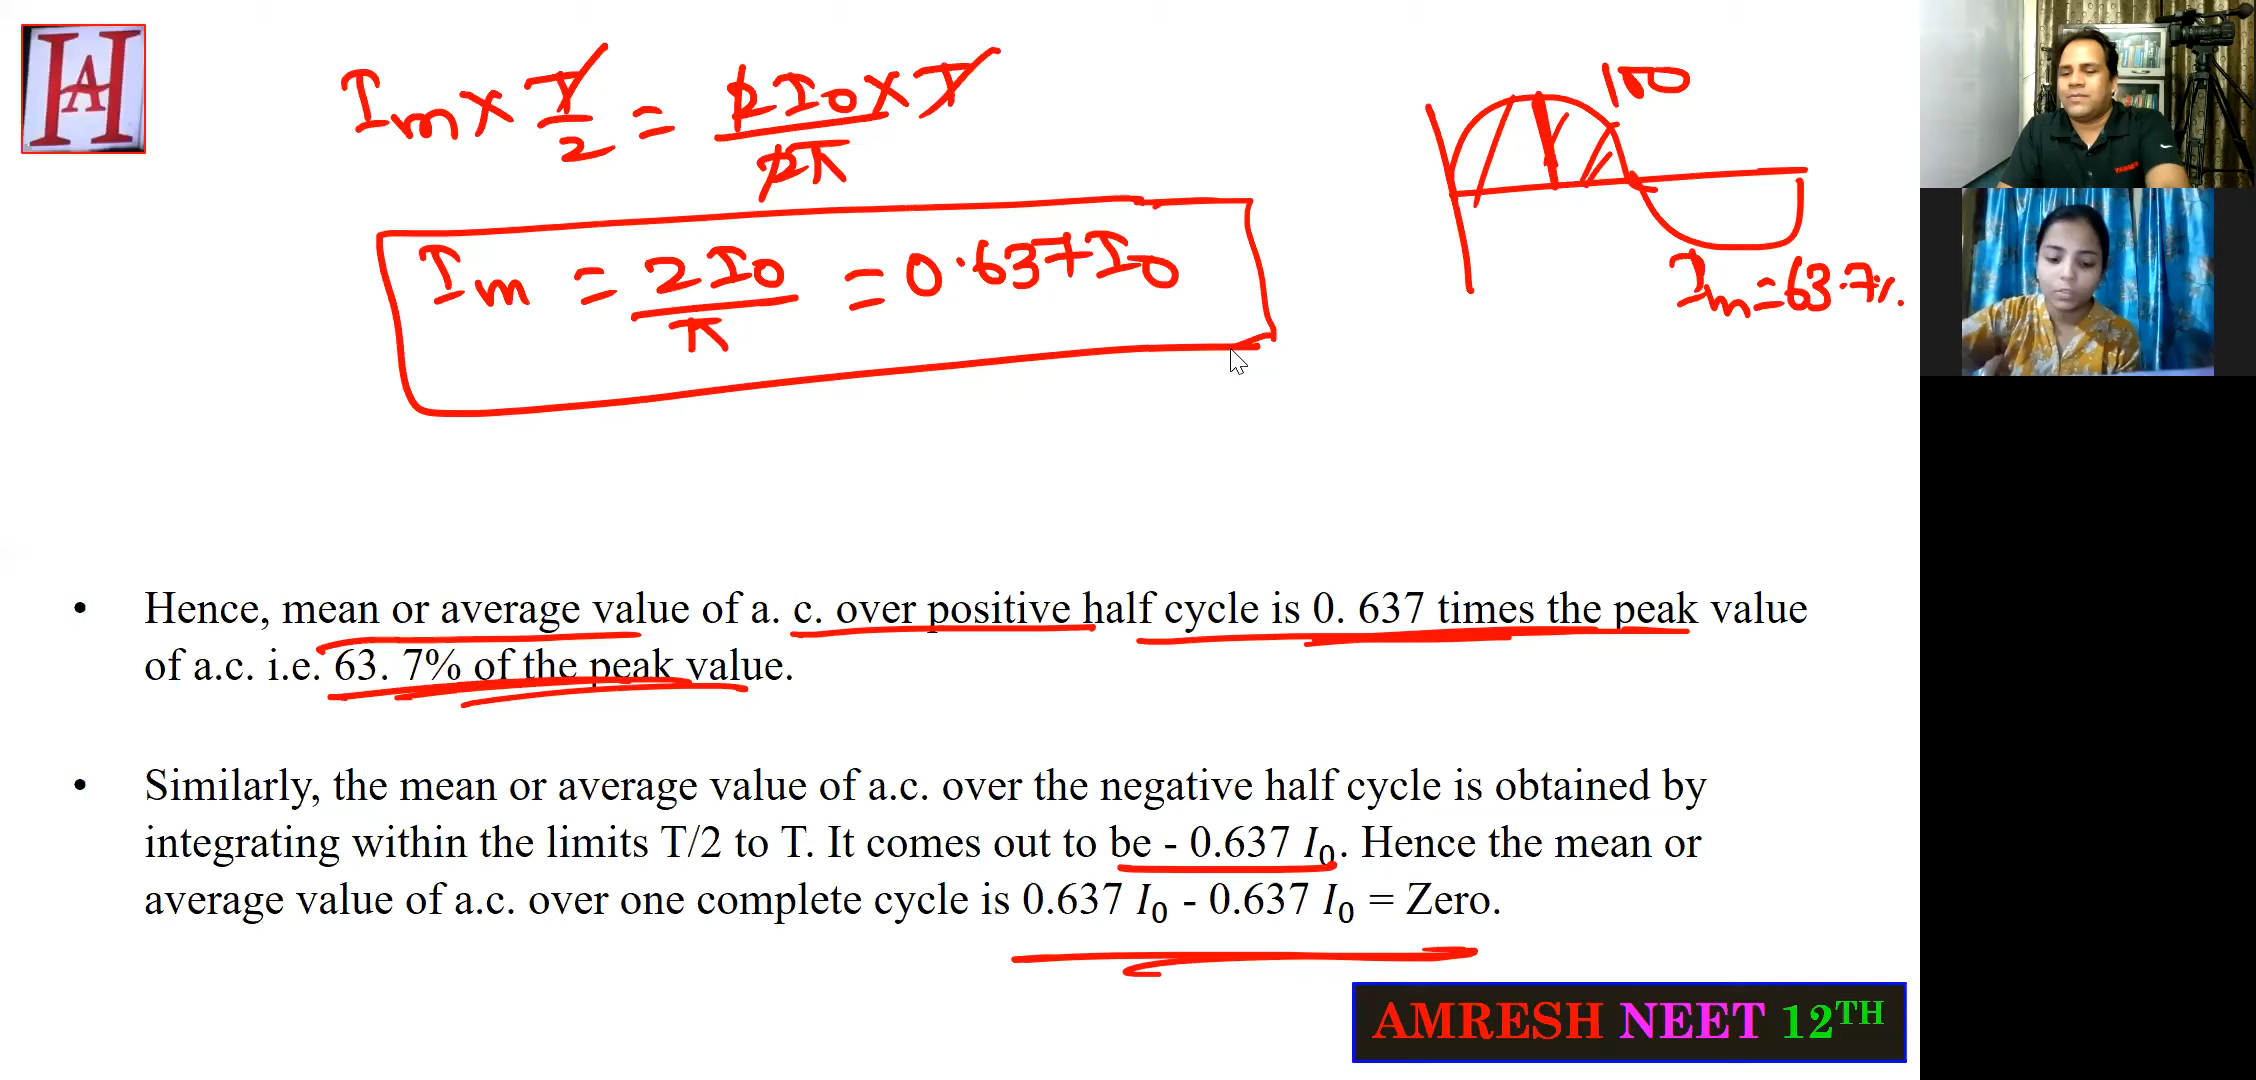 HA
Im × T/2 = 2I0 × T / 2π
100
Im = 2I0/π = 0.637 I0
Im = 63.7%.
• Hence, mean or average value of a. c. over positive half cycle is 0. 637 times the peak value
of a.c. i.e. 63. 7% of the peak value.
• Similarly, the mean or average value of a.c. over the negative half cycle is obtained by
integrating within the limits T/2 to T. It comes out to be - 0.637 I₀. Hence the mean or
average value of a.c. over one complete cycle is 0.637 I₀ - 0.637 I₀ = Zero.
AMRESH NEET 12TH